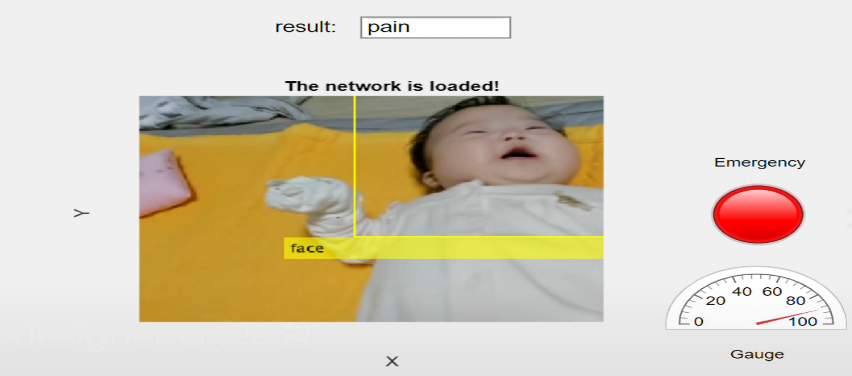 result: pain
The network is loaded!
Emergency
Y
face
0 20 40 60 80 100
X
Gauge